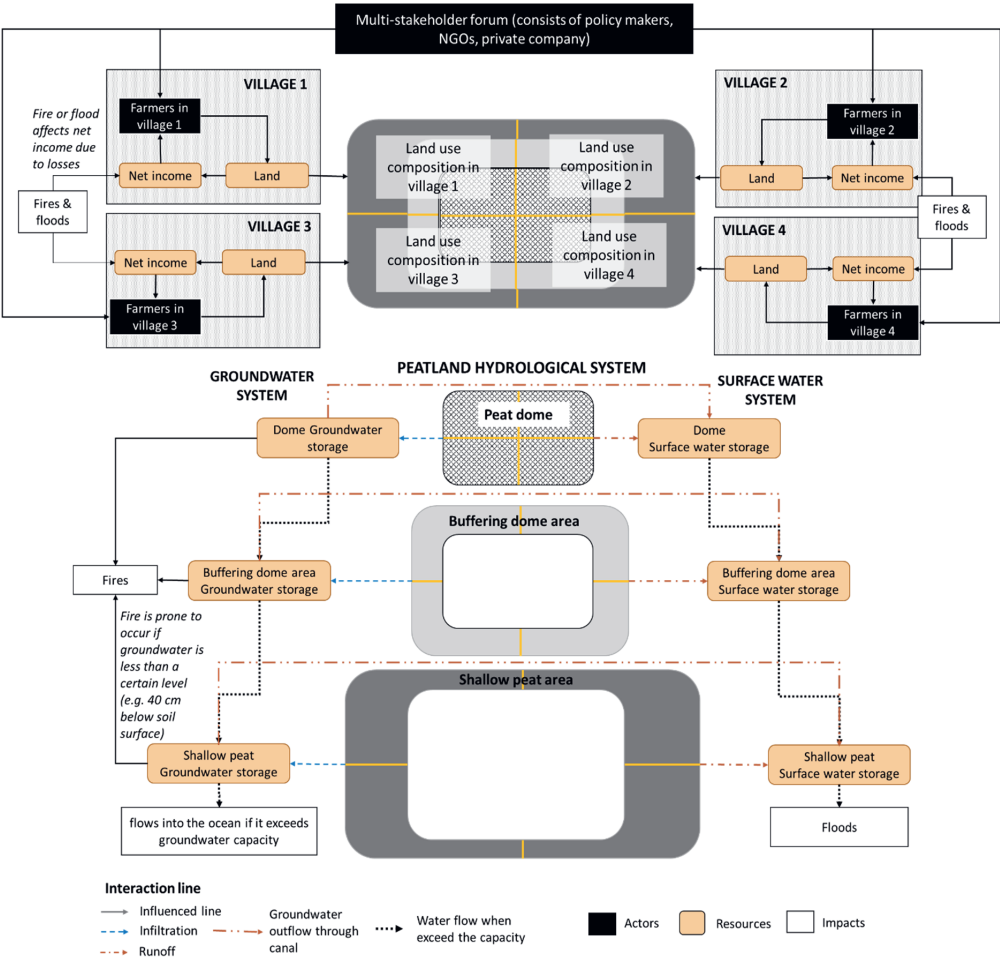 Multi-stakeholder forum (consists of policy makers,
NGOs, private company)
VILLAGE 1
Farmers in
village 1
Net income
Land
Fire or flood
affects net
income due
to losses
Fires &
floods
VILLAGE 3
Net income
Land
Farmers in
village 3
Land use
composition in
village 1
Land use
composition in
village 2
Land use
composition in
village 3
Land use
composition in
village 4
VILLAGE 2
Farmers in
village 2
Land
Net income
Fires &
floods
VILLAGE 4
Land
Net income
Farmers in
village 4
GROUNDWATER
SYSTEM
PEATLAND HYDROLOGICAL SYSTEM
SURFACE WATER
SYSTEM
Dome Groundwater
storage
Peat dome
Dome
Surface water storage
Buffering dome area
Fires
Buffering dome area
Groundwater storage
Buffering dome area
Surface water storage
Fire is prone to
occur if
groundwater is
less than a
certain level
(e.g. 40 cm
below soil
surface)
Shallow peat area
Shallow peat
Groundwater storage
Shallow peat
Surface water storage
flows into the ocean if it exceeds
groundwater capacity
Floods
Interaction line
Influenced line
Infiltration
Runoff
Groundwater
outflow through
canal
Water flow when
exceed the capacity
Actors
Resources
Impacts